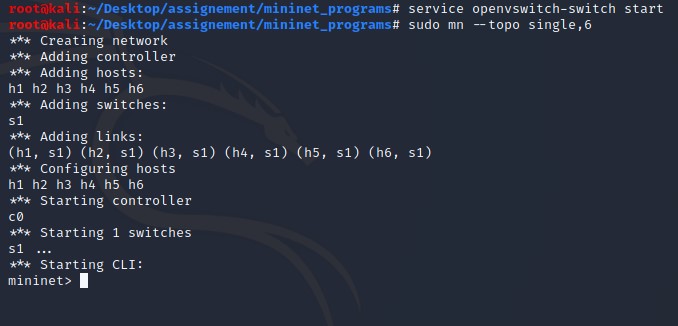 root@kali:~/Desktop/assignement/mininet_programs# service openvswitch-switch start
root@kali:~/Desktop/assignement/mininet_programs# sudo mn --topo single,6
*** Creating network
*** Adding controller
*** Adding hosts:
h1 h2 h3 h4 h5 h6
*** Adding switches:
s1
*** Adding links:
(h1, s1) (h2, s1) (h3, s1) (h4, s1) (h5, s1) (h6, s1)
*** Configuring hosts
h1 h2 h3 h4 h5 h6
*** Starting controller
c0
*** Starting 1 switches
s1 ...
*** Starting CLI:
mininet>